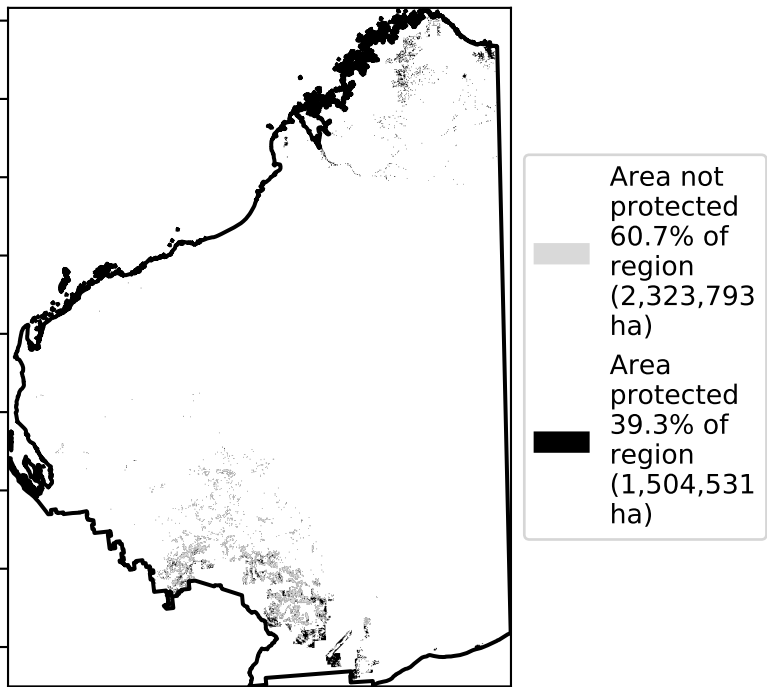 Area not
protected
60.7% of
region
(2,323,793
ha)
Area
protected
39.3% of
region
(1,504,531
ha)